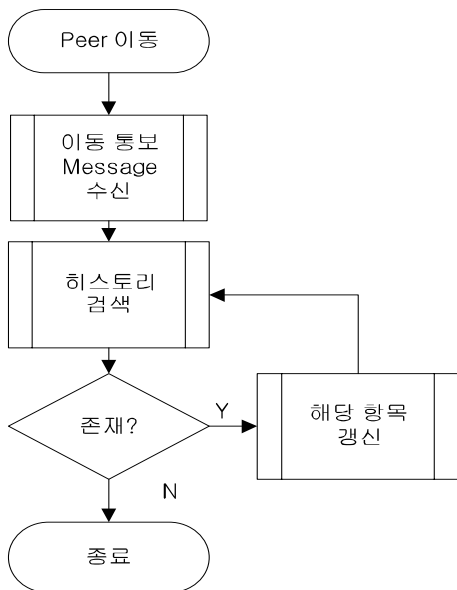 Peer 이동
이동 통보
Message
수신
히스토리
검색
존재?
Y
해당 항목
갱신
N
종료